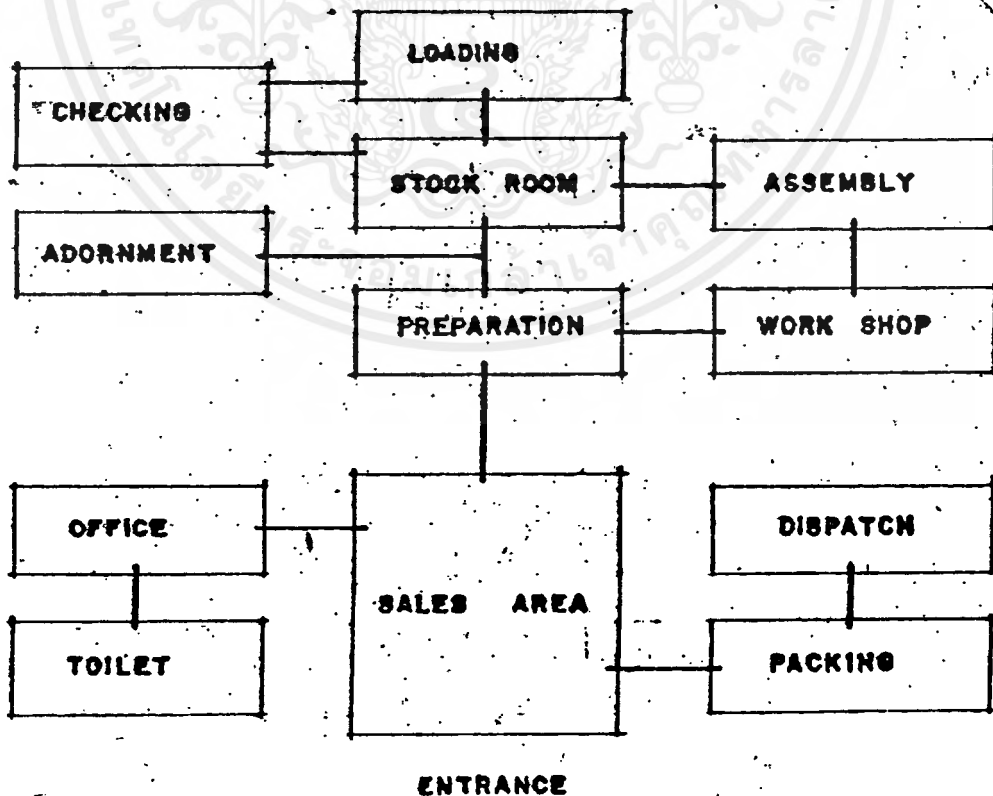 LOADING
CHECKING
STOCK ROOM
ASSEMBLY
ADORNMENT
PREPARATION
WORK SHOP
OFFICE
DISPATCH
SALES AREA
TOILET
PACKING
ENTRANCE